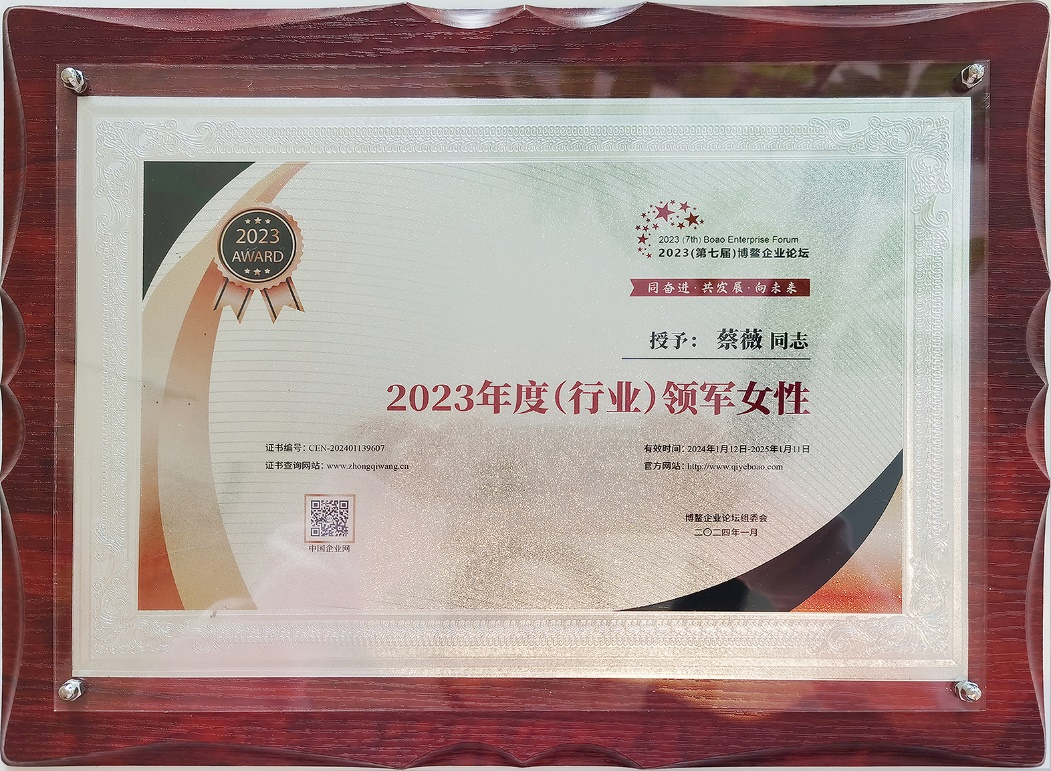 2023
AWARD
2023 (7th) Boao Enterprise Forum
2023(第七届)博鳌企业论坛
同奋进·共发展·向未来
授予： 蔡薇 同志
2023年度(行业)领军女性
证书编号：CEN-202401139607
证书查询网站：www.zhongqiwang.cn
有效时间：2024年1月12日-2025年1月11日
官方网站：http://www.qiyeboao.com
中国企业网
博鳌企业论坛组委会
二〇二四年一月